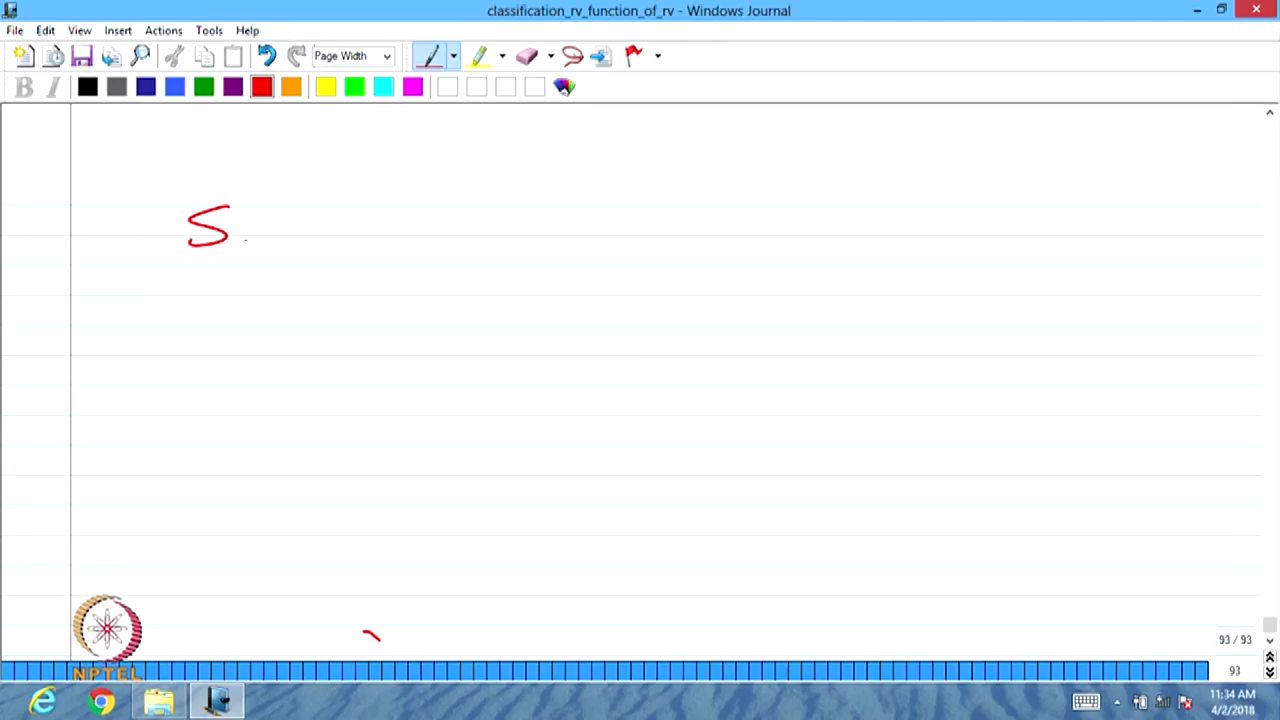 classification_rv_function_of_rv - Windows Journal
File Edit View Insert Actions Tools Help
Page Width
B I
S
93 / 93
NPTEL
93
11:34 AM
4/2/2018